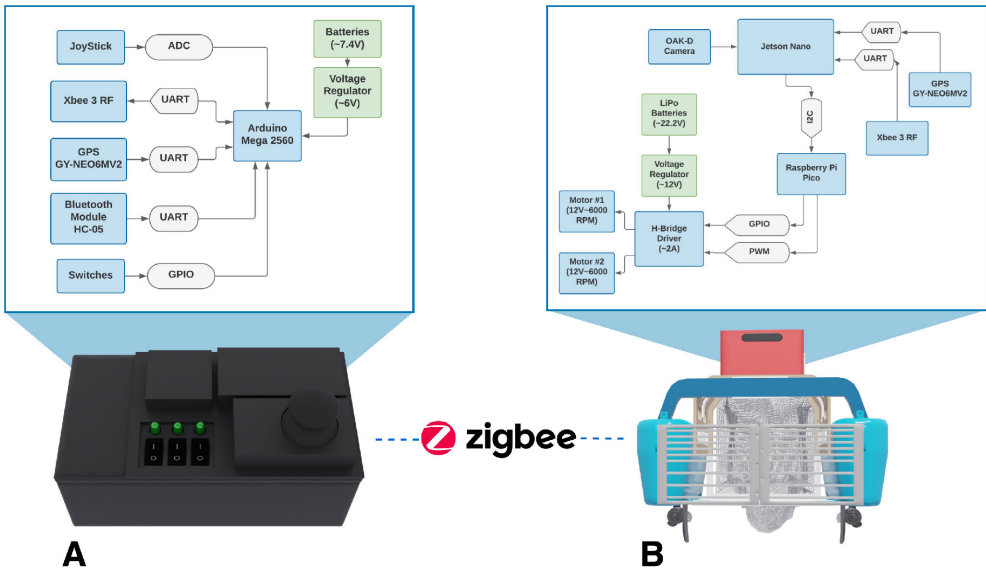 JoyStick
ADC
Batteries
(~7.4V)
Voltage
Regulator
(~6V)
Xbee 3 RF
UART
Arduino
Mega 2560
GPS
GY-NEO6MV2
UART
Bluetooth
Module
HC-05
UART
Switches
GPIO
OAK-D
Camera
Jetson Nano
UART
UART
GPS
GY-NEO6MV2
Xbee 3 RF
LiPo
Batteries
(~22.2V)
I2C
Voltage
Regulator
(~12V)
Raspberry Pi
Pico
Motor #1
(12V~6000
RPM)
H-Bridge
Driver
(~2A)
GPIO
PWM
Motor #2
(12V~6000
RPM)
I I I
O O O
zigbee
A
B